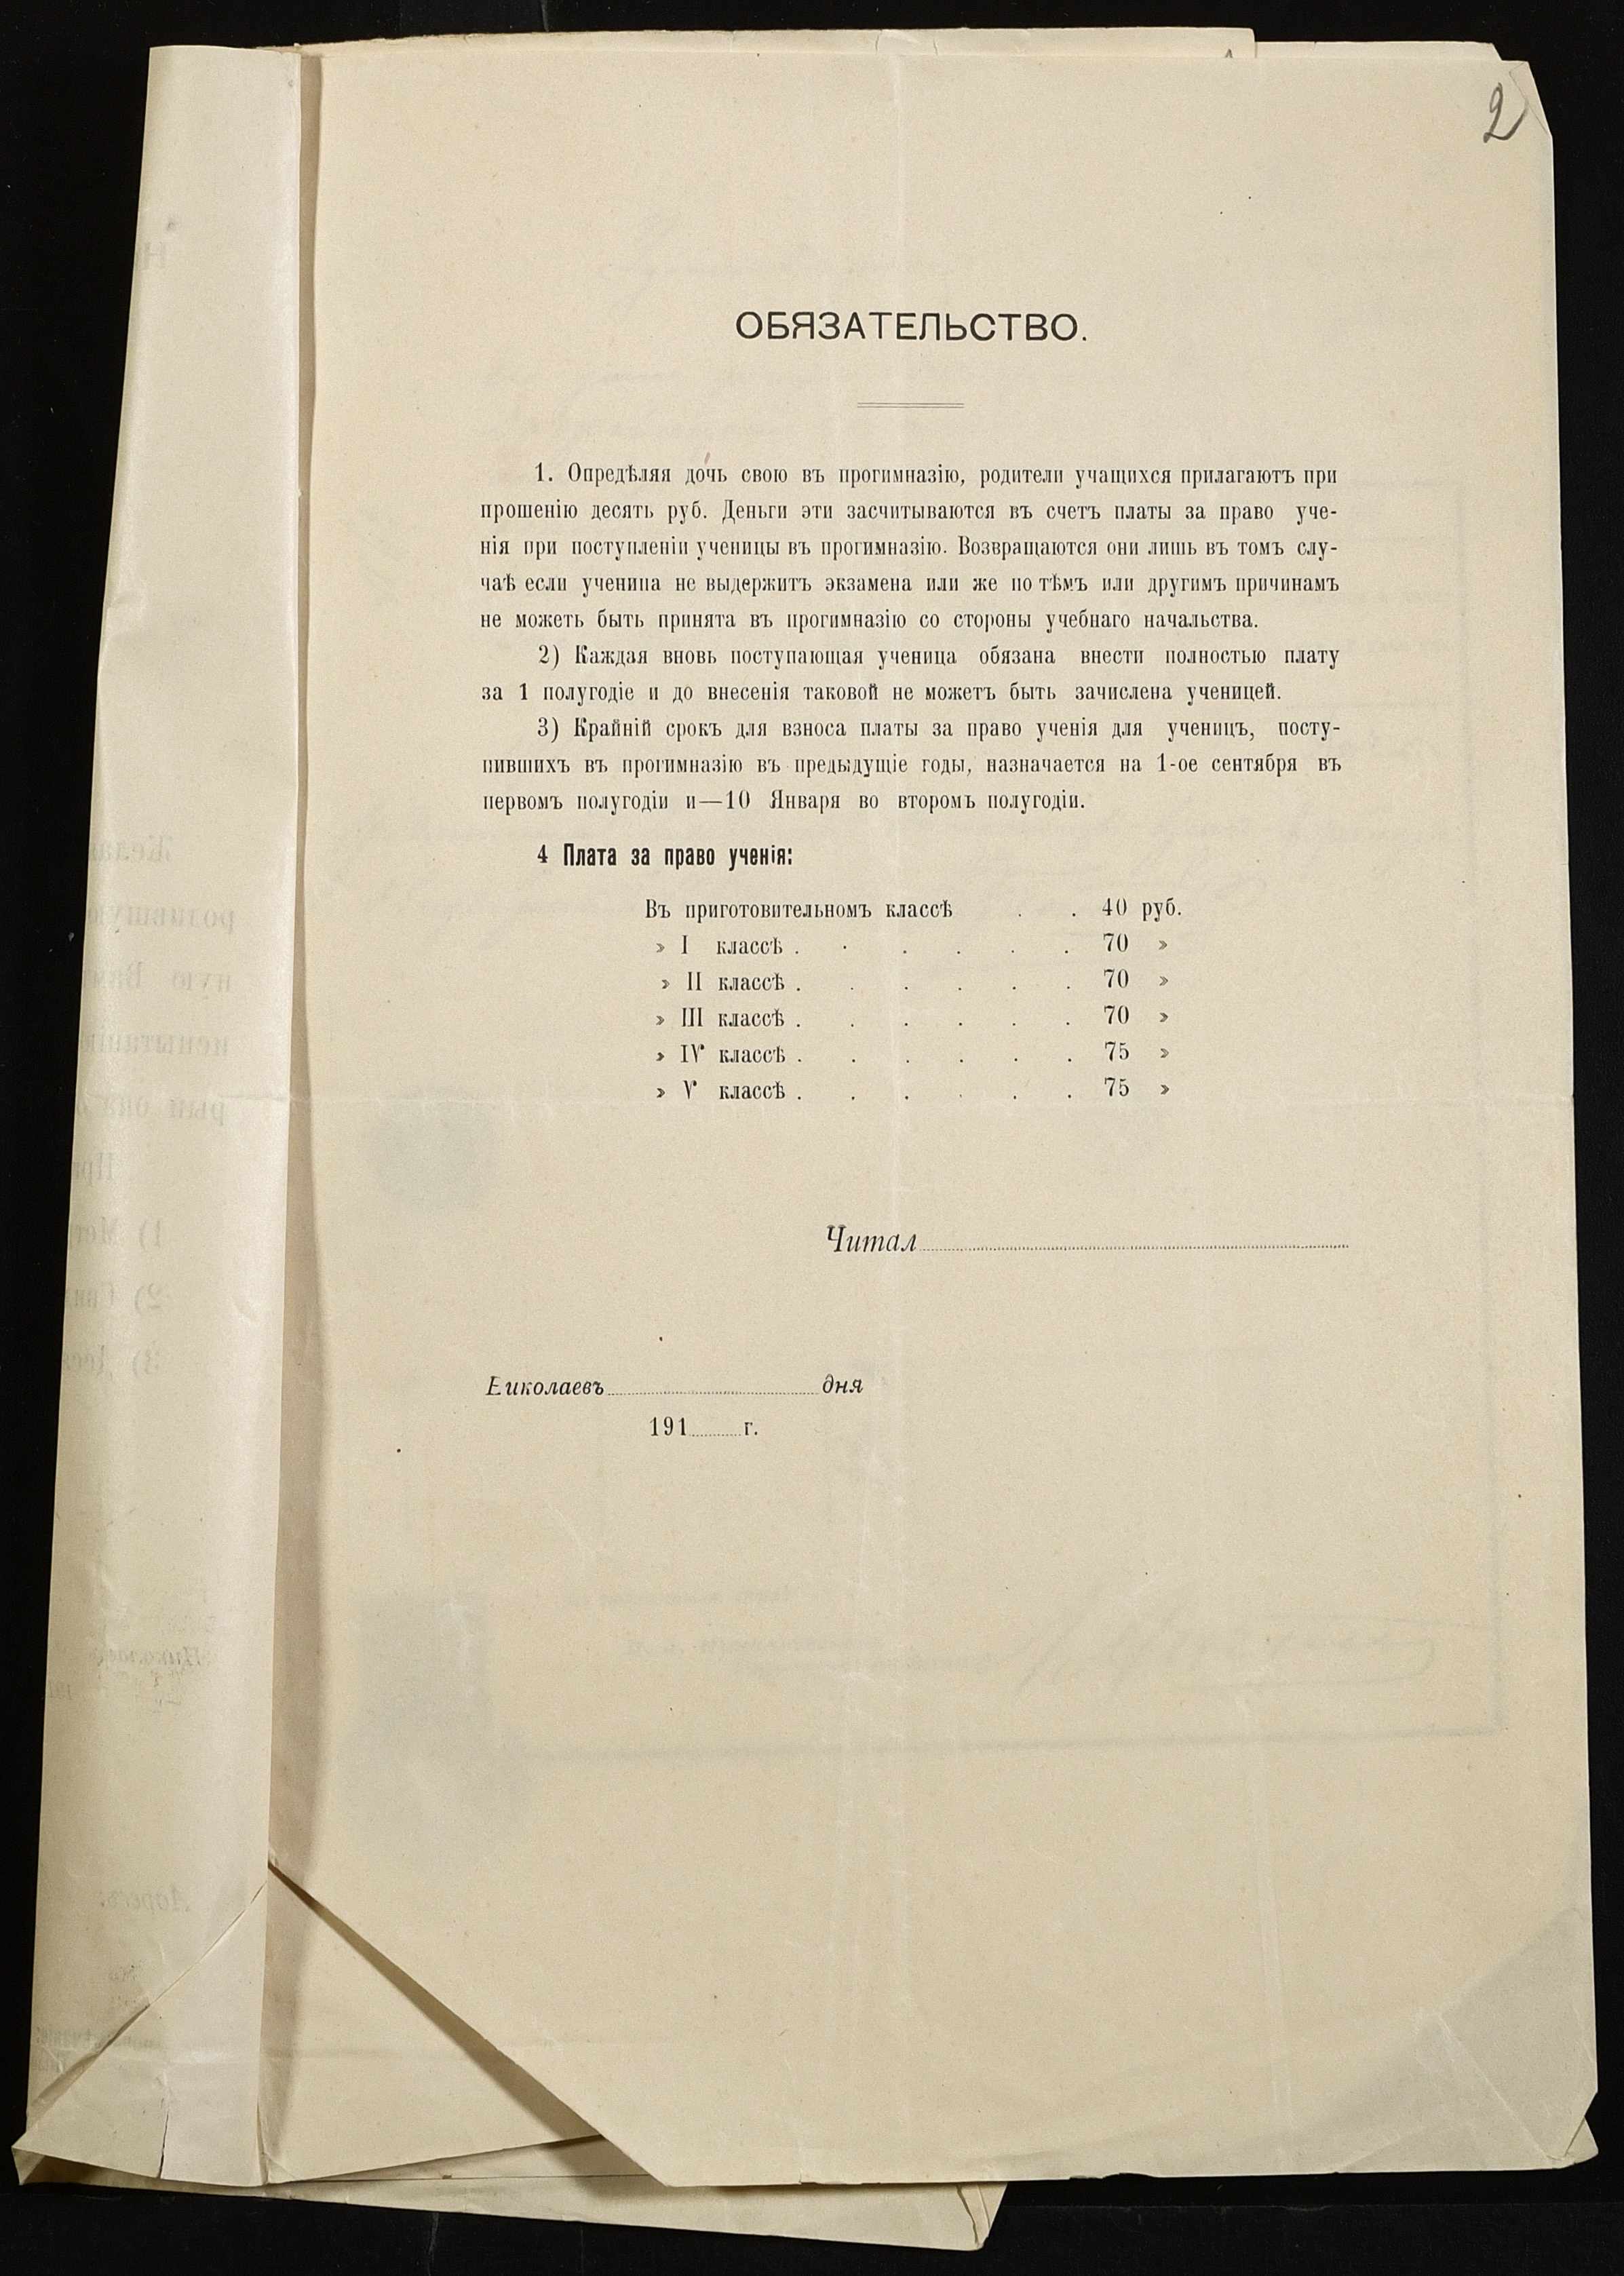 2
ОБЯЗАТЕЛЬСТВО.
1. Опредѣляя дочь свою въ прогимназію, родители учащихся прилагаютъ при
прошенію десять руб. Деньги эти засчитываются въ счетъ платы за право уче-
нія при поступленіи ученицы въ прогимназію. Возвращаются они лишь въ томъ слу-
чаѣ если ученица не выдержитъ экзамена или же по тѣмъ или другимъ причинамъ
не можеть быть принята въ прогимназію со стороны учебнаго начальства.
2) Каждая вновь поступающая ученица обязана внести полностью плату
за 1 полугодіе и до внесенія таковой не можетъ быть зачислена ученицей.
3) Крайній срокъ для взноса платы за право ученія для ученицъ, посту-
пившихъ въ прогимназію въ предыдущіе годы, назначается на 1-ое сентября въ
первомъ полугодіи и—10 Января во второмъ полугодіи.
4 Плата за право ученія:
Въ приготовительномъ классѣ . . 40 руб.
» I классѣ . . . . . . 70 »
» II классѣ . . . . . . 70 »
» III классѣ . . . . . . 70 »
» IV классѣ . . . . . . 75 »
» V классѣ . . . . . . 75 »
Читал
Еиколаевъ дня
191 г.